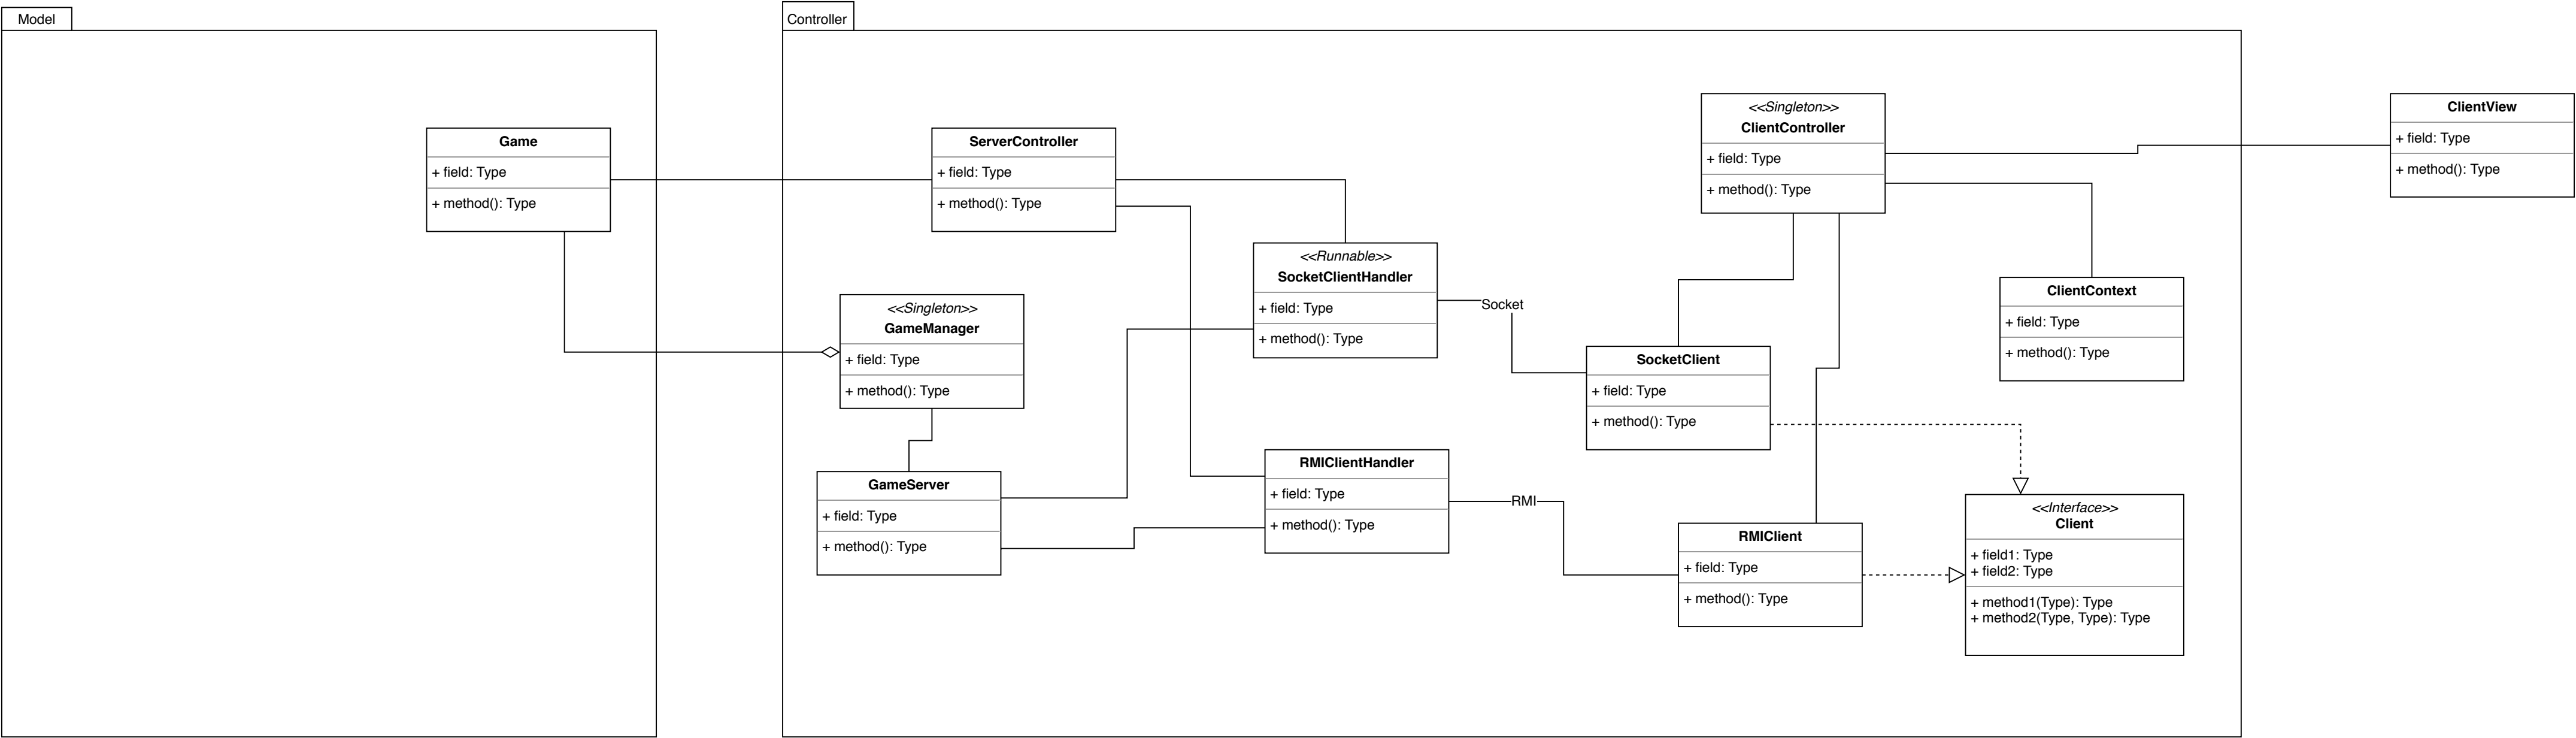 Model
Controller
Game
+ field: Type
+ method(): Type
ServerController
+ field: Type
+ method(): Type
<<Singleton>>
GameManager
+ field: Type
+ method(): Type
GameServer
+ field: Type
+ method(): Type
<<Runnable>>
SocketClientHandler
+ field: Type
+ method(): Type
Socket
RMIClientHandler
+ field: Type
+ method(): Type
RMI
<<Singleton>>
ClientController
+ field: Type
+ method(): Type
SocketClient
+ field: Type
+ method(): Type
RMIClient
+ field: Type
+ method(): Type
ClientContext
+ field: Type
+ method(): Type
<<Interface>>
Client
+ field1: Type
+ field2: Type
+ method1(Type): Type
+ method2(Type, Type): Type
ClientView
+ field: Type
+ method(): Type